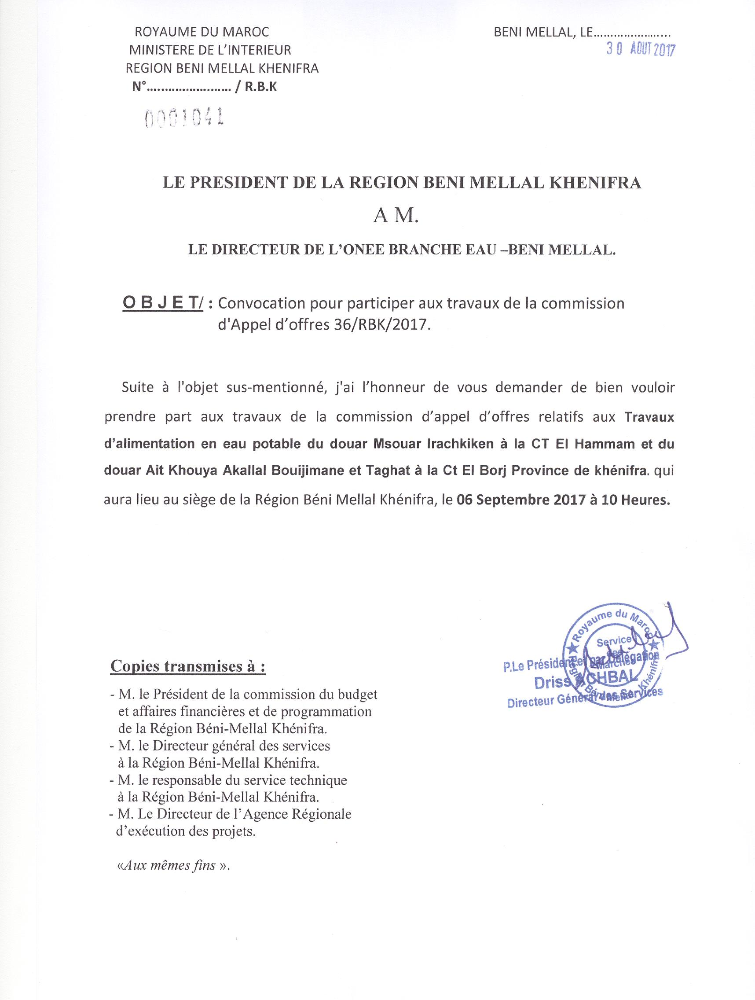 ROYAUME DU MAROC
MINISTERE DE L'INTERIEUR
REGION BENI MELLAL KHENIFRA
N°........................ / R.B.K
0001041
BENI MELLAL, LE.......................
30 AOUT 2017
LE PRESIDENT DE LA REGION BENI MELLAL KHENIFRA
A M.
LE DIRECTEUR DE L'ONEE BRANCHE EAU –BENI MELLAL.
O B J E T/ : Convocation pour participer aux travaux de la commission
d'Appel d'offres 36/RBK/2017.
Suite à l'objet sus-mentionné, j'ai l'honneur de vous demander de bien vouloir
prendre part aux travaux de la commission d'appel d'offres relatifs aux Travaux
d'alimentation en eau potable du douar Msouar Irachkiken à la CT El Hammam et du
douar Ait Khouya Akallal Bouijimane et Taghat à la Ct El Borj Province de khénifra. qui
aura lieu au siège de la Région Béni Mellal Khénifra, le 06 Septembre 2017 à 10 Heures.
Royaume du Maroc
Service
des
Marchés
Région Béni Mellal Khénifra
P.Le Président et par Délégation
Driss ACHBAL
Directeur Général des Services
Copies transmises à :
- M. le Président de la commission du budget
et affaires financières et de programmation
de la Région Béni-Mellal Khénifra.
- M. le Directeur général des services
à la Région Béni-Mellal Khénifra.
- M. le responsable du service technique
à la Région Béni-Mellal Khénifra.
- M. Le Directeur de l'Agence Régionale
d'exécution des projets.
«Aux mêmes fins ».